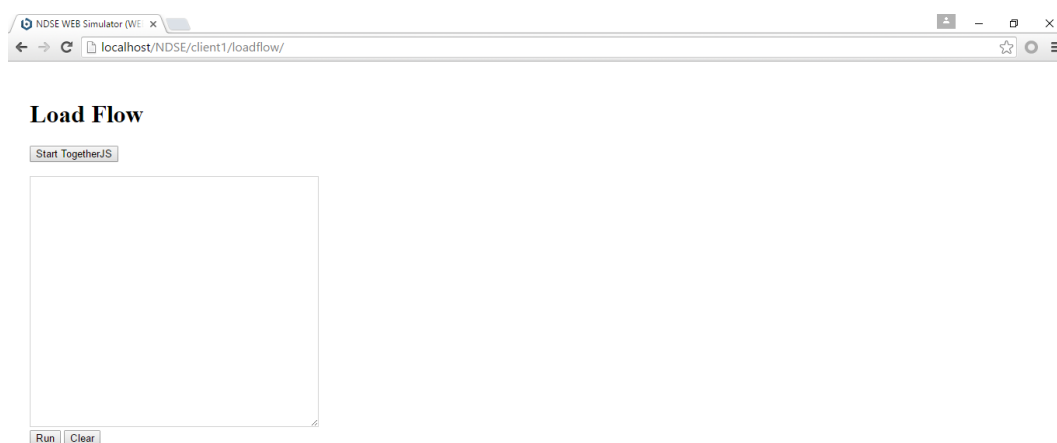 NDSE WEB Simulator (WE
localhost/NDSE/client1/loadflow/
Load Flow
Start TogetherJS
Run Clear